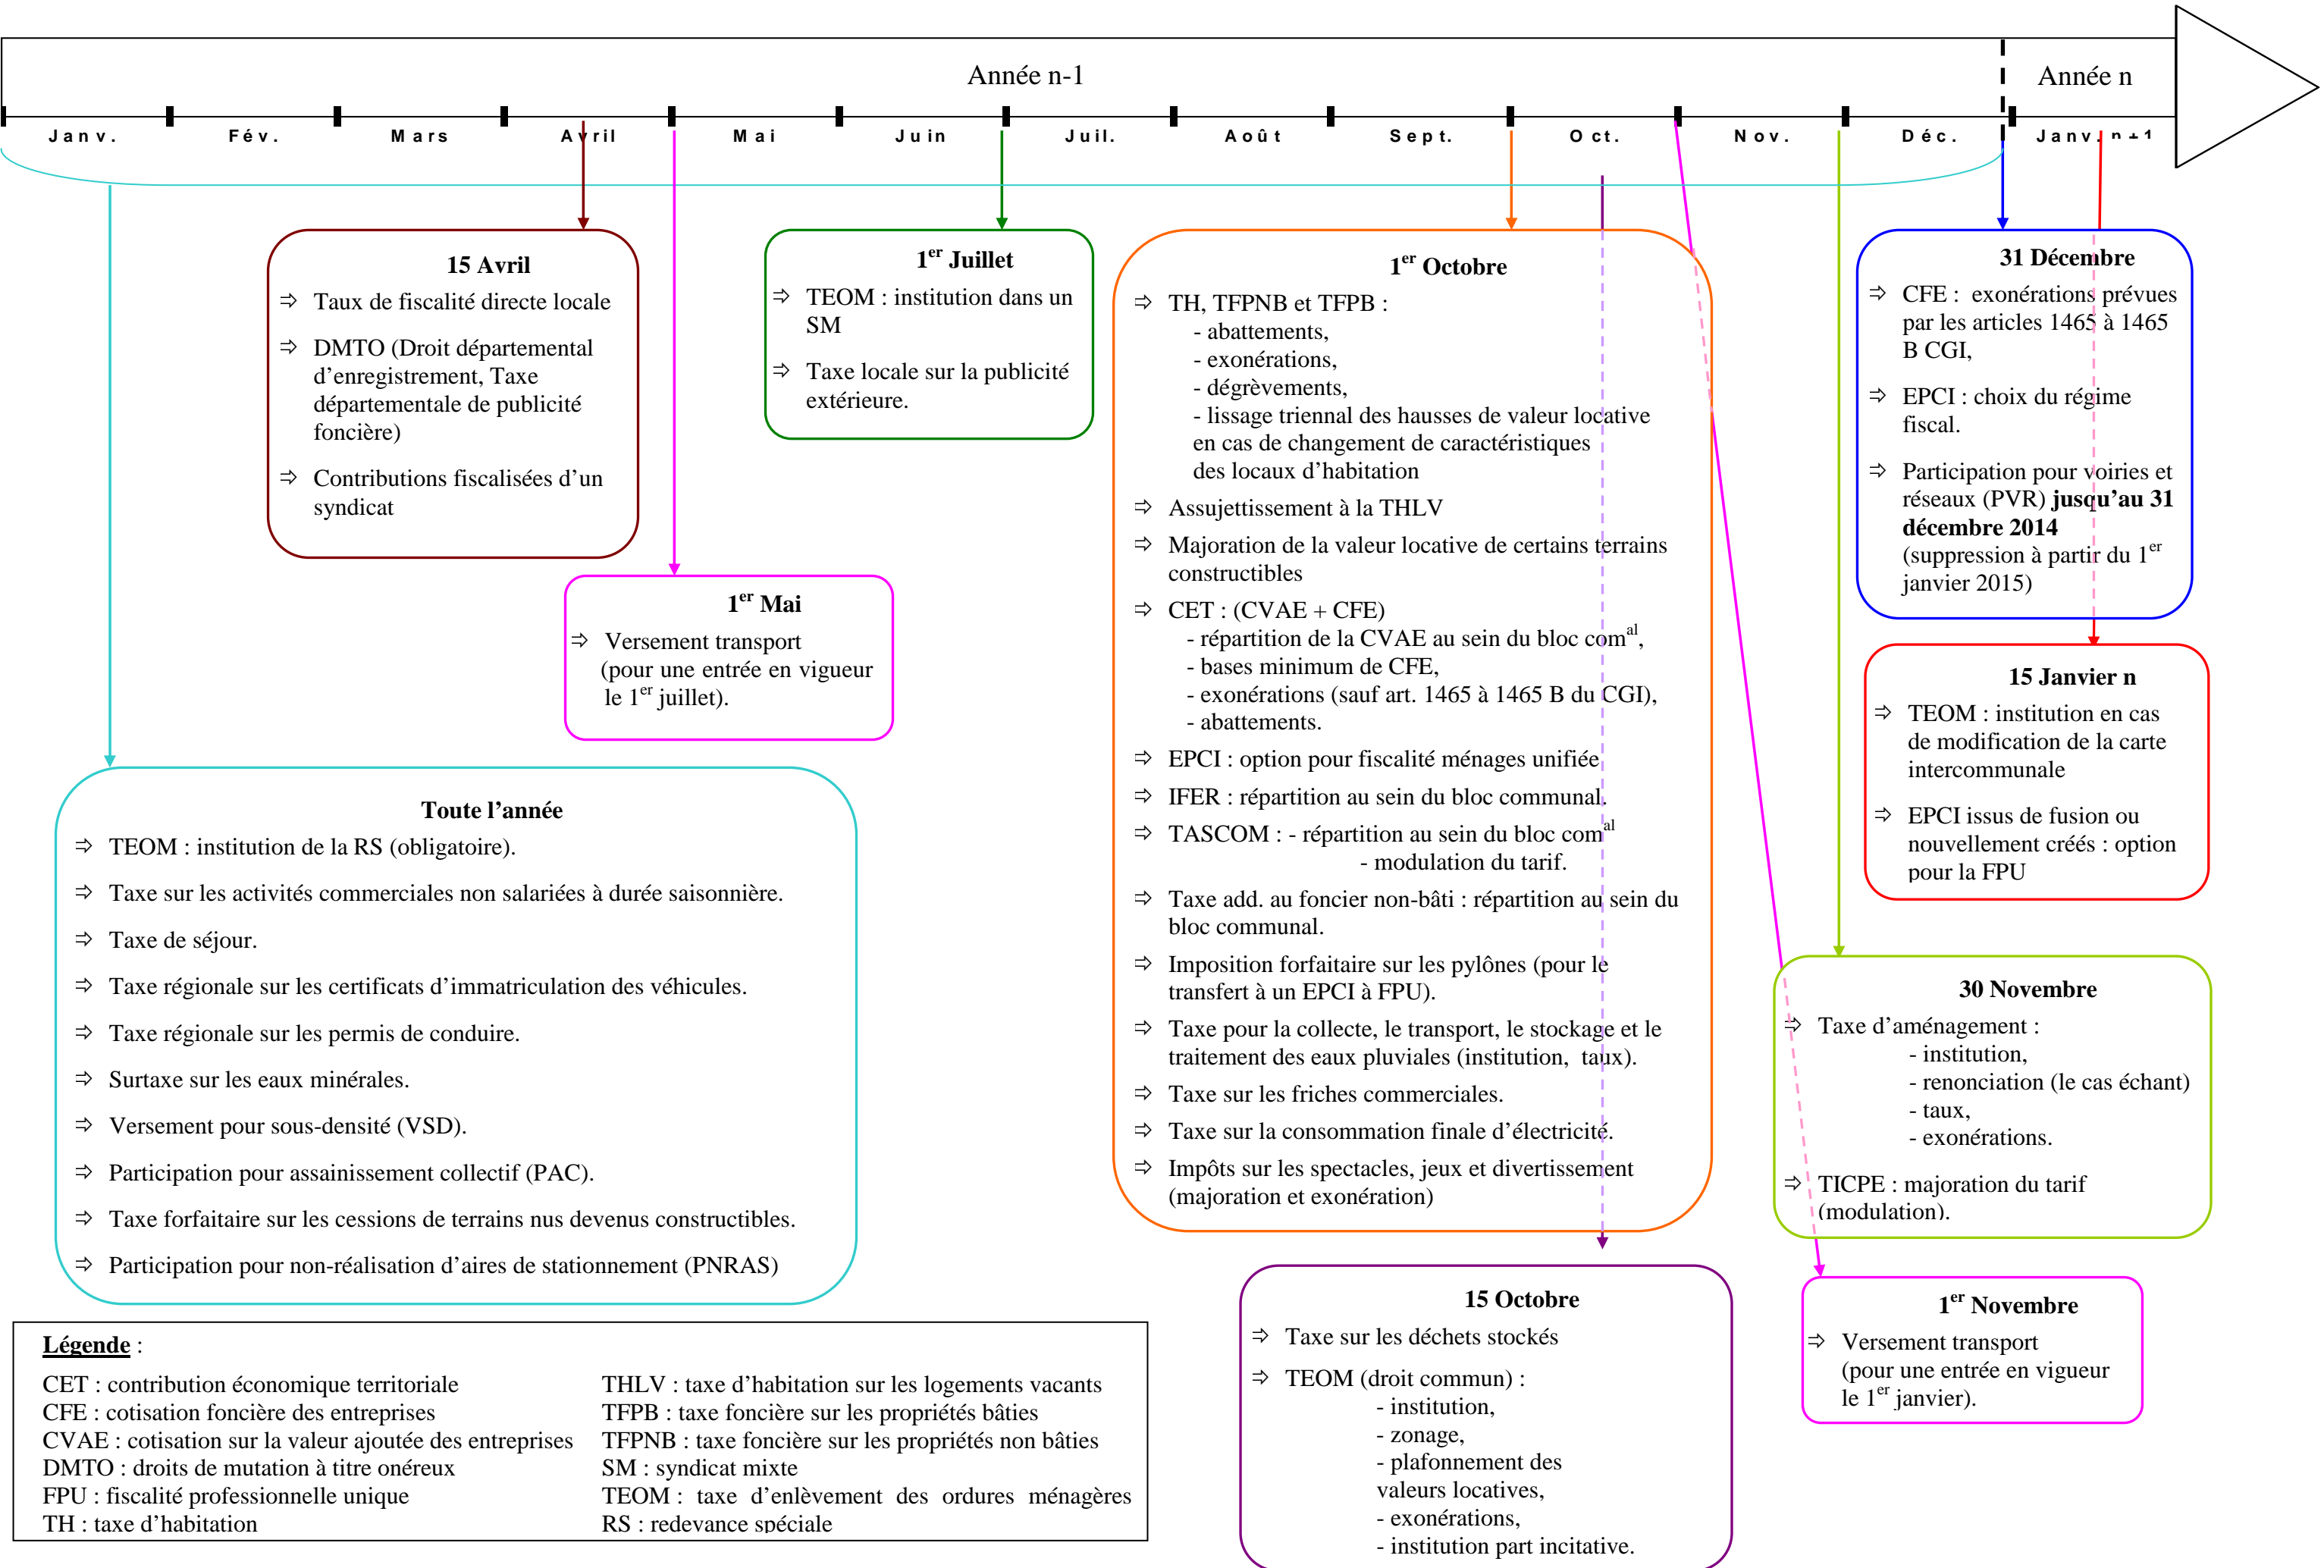 Année n-1
Année n
Janv.
Fév.
Mars
Avril
Mai
Juin
Juil.
Août
Sept.
Oct.
Nov.
Déc.
Janv. n+1
15 Avril
⇨ Taux de fiscalité directe locale
⇨ DMTO (Droit départemental
d’enregistrement, Taxe
départementale de publicité
foncière)
⇨ Contributions fiscalisées d’un
syndicat
1er Mai
⇨ Versement transport
(pour une entrée en vigueur
le 1er juillet).
1er Juillet
⇨ TEOM : institution dans un
SM
⇨ Taxe locale sur la publicité
extérieure.
1er Octobre
⇨ TH, TFPNB et TFPB :
- abattements,
- exonérations,
- dégrèvements,
- lissage triennal des hausses de valeur locative
en cas de changement de caractéristiques
des locaux d’habitation
⇨ Assujettissement à la THLV
⇨ Majoration de la valeur locative de certains terrains
constructibles
⇨ CET : (CVAE + CFE)
- répartition de la CVAE au sein du bloc com al,
- bases minimum de CFE,
- exonérations (sauf art. 1465 à 1465 B du CGI),
- abattements.
⇨ EPCI : option pour fiscalité ménages unifiée
⇨ IFER : répartition au sein du bloc communal.
⇨ TASCOM : - répartition au sein du bloc com al
- modulation du tarif.
⇨ Taxe add. au foncier non-bâti : répartition au sein du
bloc communal.
⇨ Imposition forfaitaire sur les pylônes (pour le
transfert à un EPCI à FPU).
⇨ Taxe pour la collecte, le transport, le stockage et le
traitement des eaux pluviales (institution, taux).
⇨ Taxe sur les friches commerciales.
⇨ Taxe sur la consommation finale d’électricité.
⇨ Impôts sur les spectacles, jeux et divertissement
(majoration et exonération)
31 Décembre
⇨ CFE : exonérations prévues
par les articles 1465 à 1465
B CGI,
⇨ EPCI : choix du régime
fiscal.
⇨ Participation pour voiries et
réseaux (PVR) jusqu’au 31
décembre 2014
(suppression à partir du 1er
janvier 2015)
15 Janvier n
⇨ TEOM : institution en cas
de modification de la carte
intercommunale
⇨ EPCI issus de fusion ou
nouvellement créés : option
pour la FPU
30 Novembre
⇨ Taxe d’aménagement :
- institution,
- renonciation (le cas échant)
- taux,
- exonérations.
⇨ TICPE : majoration du tarif
(modulation).
1er Novembre
⇨ Versement transport
(pour une entrée en vigueur
le 1er janvier).
15 Octobre
⇨ Taxe sur les déchets stockés
⇨ TEOM (droit commun) :
- institution,
- zonage,
- plafonnement des
valeurs locatives,
- exonérations,
- institution part incitative.
Toute l’année
⇨ TEOM : institution de la RS (obligatoire).
⇨ Taxe sur les activités commerciales non salariées à durée saisonnière.
⇨ Taxe de séjour.
⇨ Taxe régionale sur les certificats d’immatriculation des véhicules.
⇨ Taxe régionale sur les permis de conduire.
⇨ Surtaxe sur les eaux minérales.
⇨ Versement pour sous-densité (VSD).
⇨ Participation pour assainissement collectif (PAC).
⇨ Taxe forfaitaire sur les cessions de terrains nus devenus constructibles.
⇨ Participation pour non-réalisation d’aires de stationnement (PNRAS)
Légende :
CET : contribution économique territoriale
CFE : cotisation foncière des entreprises
CVAE : cotisation sur la valeur ajoutée des entreprises
DMTO : droits de mutation à titre onéreux
FPU : fiscalité professionnelle unique
TH : taxe d’habitation
THLV : taxe d’habitation sur les logements vacants
TFPB : taxe foncière sur les propriétés bâties
TFPNB : taxe foncière sur les propriétés non bâties
SM : syndicat mixte
TEOM : taxe d’enlèvement des ordures ménagères
RS : redevance spéciale